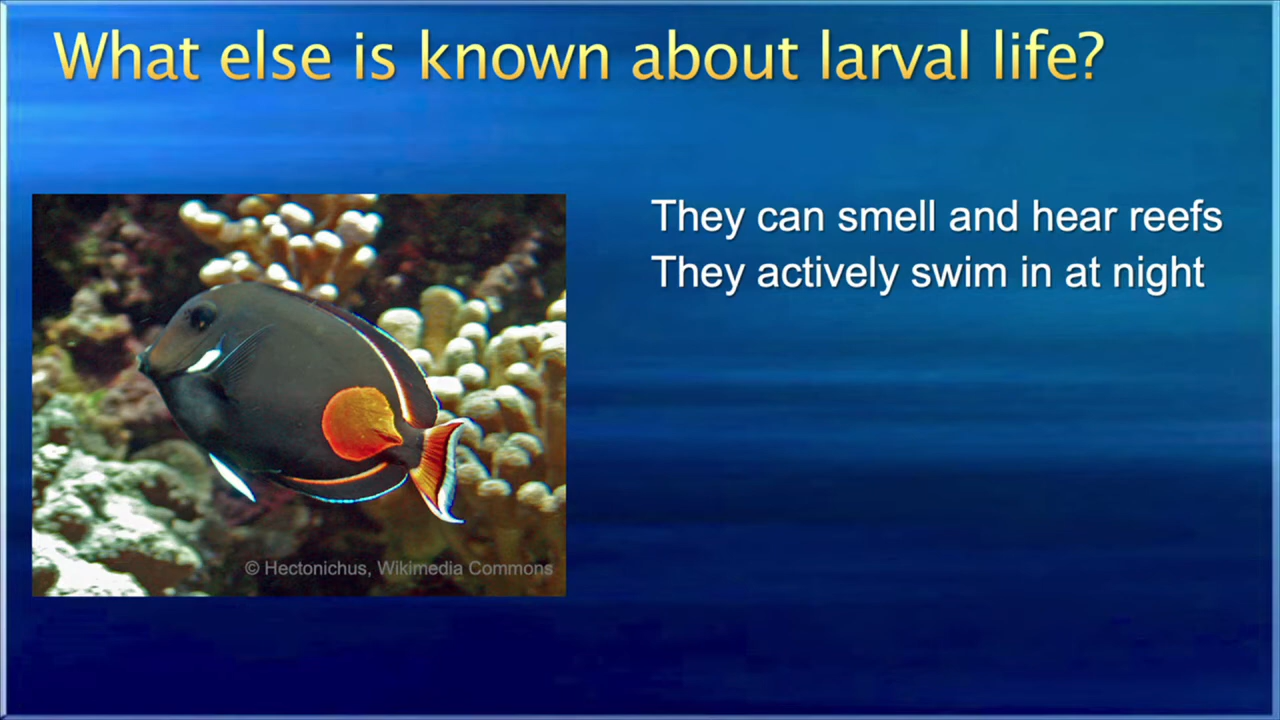 What else is known about larval life?
They can smell and hear reefs
They actively swim in at night
© Hectonichus, Wikimedia Commons